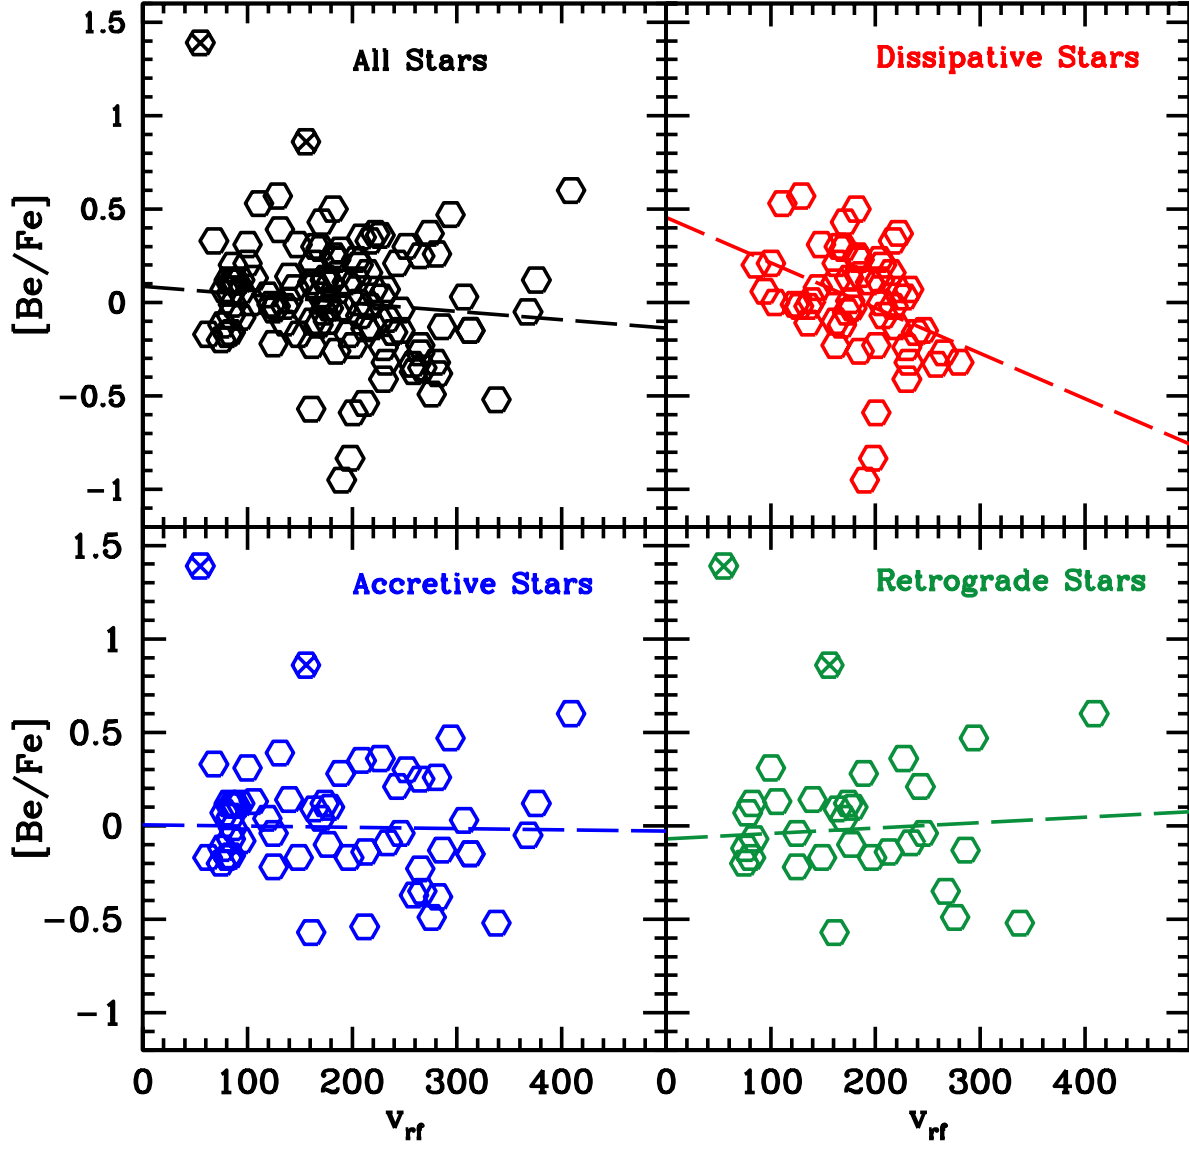 1.5
All Stars
Dissipative Stars
1
0.5
[Be/Fe]
0
−0.5
−1
1.5
Accretive Stars
Retrograde Stars
1
0.5
[Be/Fe]
0
−0.5
−1
0 100 200 300 400 0 100 200 300 400
v_rf v_rf